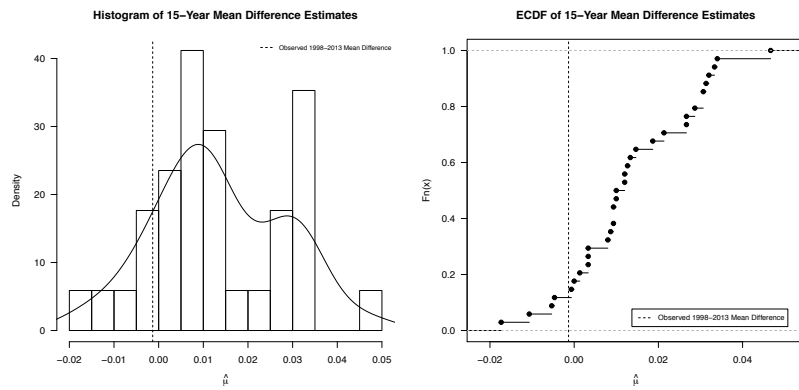 Histogram of 15−Year Mean Difference Estimates
Observed 1998−2013 Mean Difference
Density
0
10
20
30
40
−0.02 −0.01 0.00 0.01 0.02 0.03 0.04 0.05
μ̂
ECDF of 15−Year Mean Difference Estimates
Fn(x)
1.0
0.8
0.6
0.4
0.2
0.0
Observed 1998−2013 Mean Difference
−0.02 0.00 0.02 0.04
μ̂